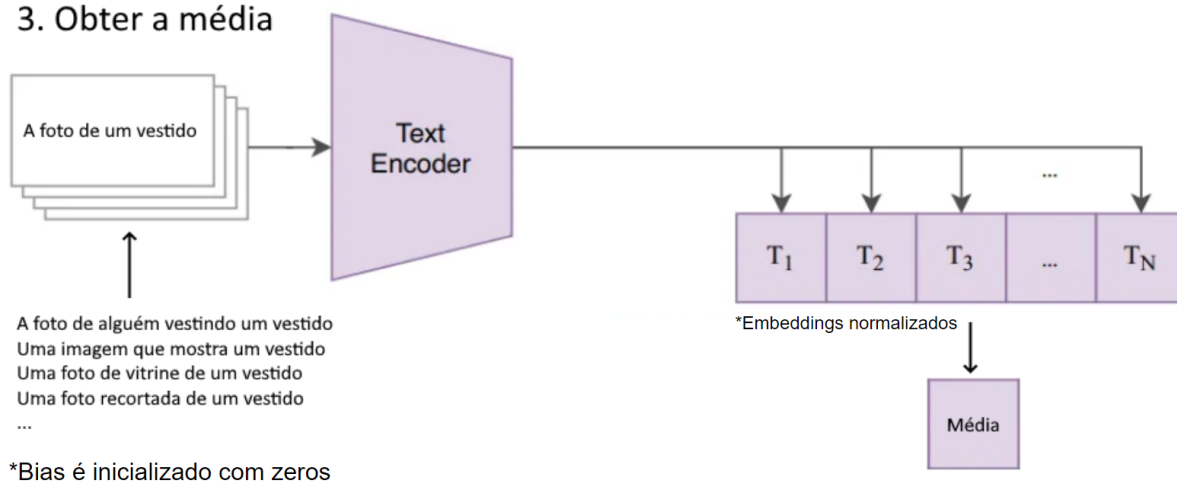 3. Obter a média
A foto de um vestido
Text
Encoder
...
T1
T2
T3
...
TN
*Embeddings normalizados
A foto de alguém vestindo um vestido
Uma imagem que mostra um vestido
Uma foto de vitrine de um vestido
Uma foto recortada de um vestido
...
Média
*Bias é inicializado com zeros